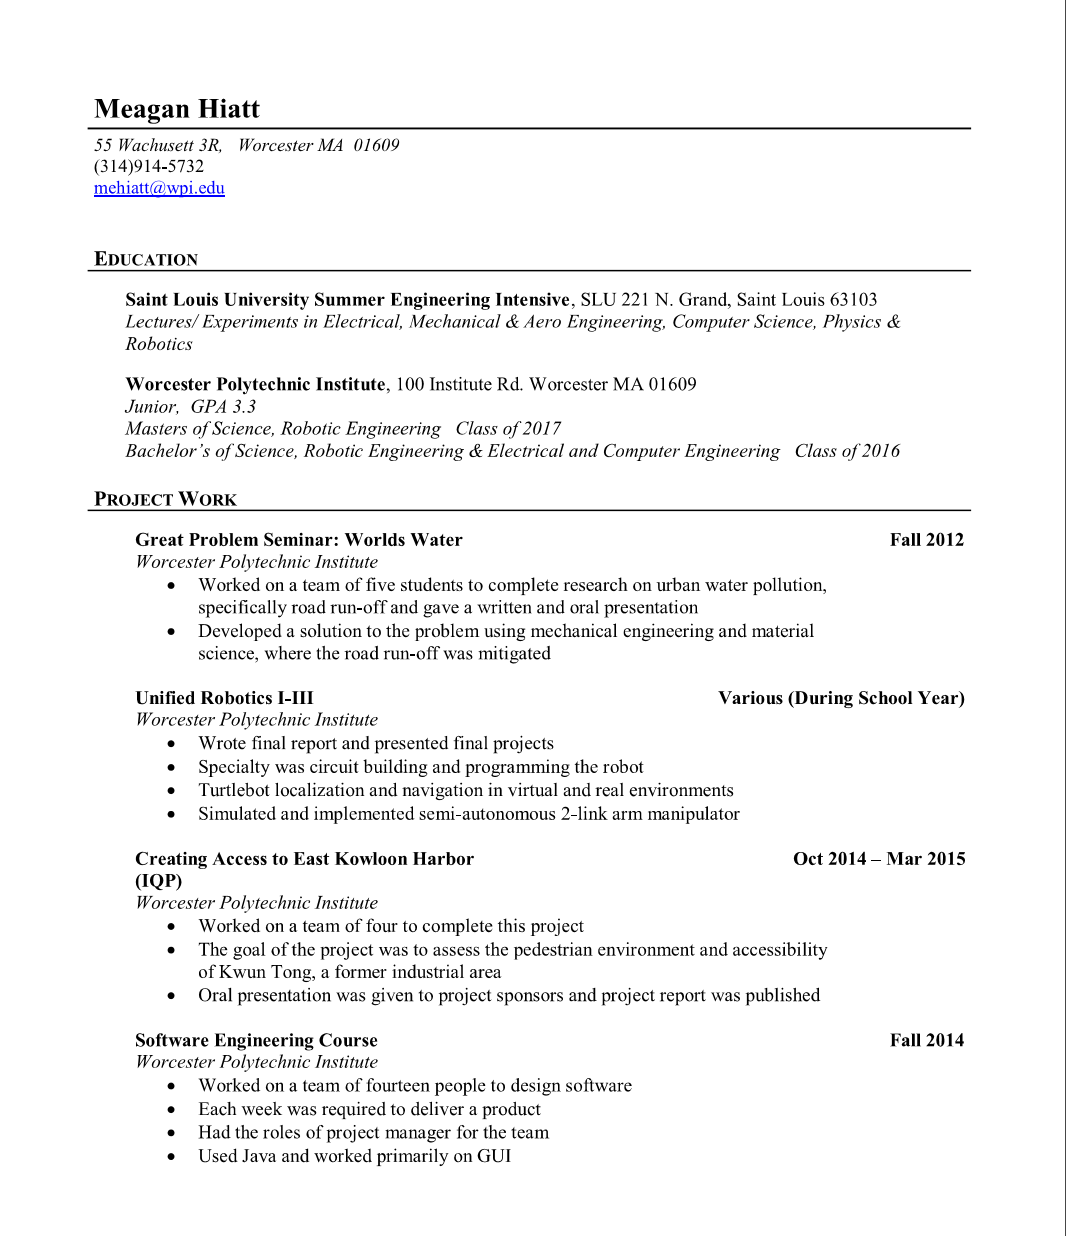 Meagan Hiatt
55 Wachusett 3R,   Worcester MA  01609
(314)914-5732
mehiatt@wpi.edu
EDUCATION
Saint Louis University Summer Engineering Intensive, SLU 221 N. Grand, Saint Louis 63103
Lectures/ Experiments in Electrical, Mechanical & Aero Engineering, Computer Science, Physics &
Robotics
Worcester Polytechnic Institute, 100 Institute Rd. Worcester MA 01609
Junior,  GPA 3.3
Masters of Science, Robotic Engineering   Class of 2017
Bachelor’s of Science, Robotic Engineering & Electrical and Computer Engineering   Class of 2016
PROJECT WORK
Great Problem Seminar: Worlds Water Fall 2012
Worcester Polytechnic Institute
• Worked on a team of five students to complete research on urban water pollution,
specifically road run-off and gave a written and oral presentation
• Developed a solution to the problem using mechanical engineering and material
science, where the road run-off was mitigated
Unified Robotics I-III Various (During School Year)
Worcester Polytechnic Institute
• Wrote final report and presented final projects
• Specialty was circuit building and programming the robot
• Turtlebot localization and navigation in virtual and real environments
• Simulated and implemented semi-autonomous 2-link arm manipulator
Creating Access to East Kowloon Harbor Oct 2014 – Mar 2015
(IQP)
Worcester Polytechnic Institute
• Worked on a team of four to complete this project
• The goal of the project was to assess the pedestrian environment and accessibility
of Kwun Tong, a former industrial area
• Oral presentation was given to project sponsors and project report was published
Software Engineering Course Fall 2014
Worcester Polytechnic Institute
• Worked on a team of fourteen people to design software
• Each week was required to deliver a product
• Had the roles of project manager for the team
• Used Java and worked primarily on GUI